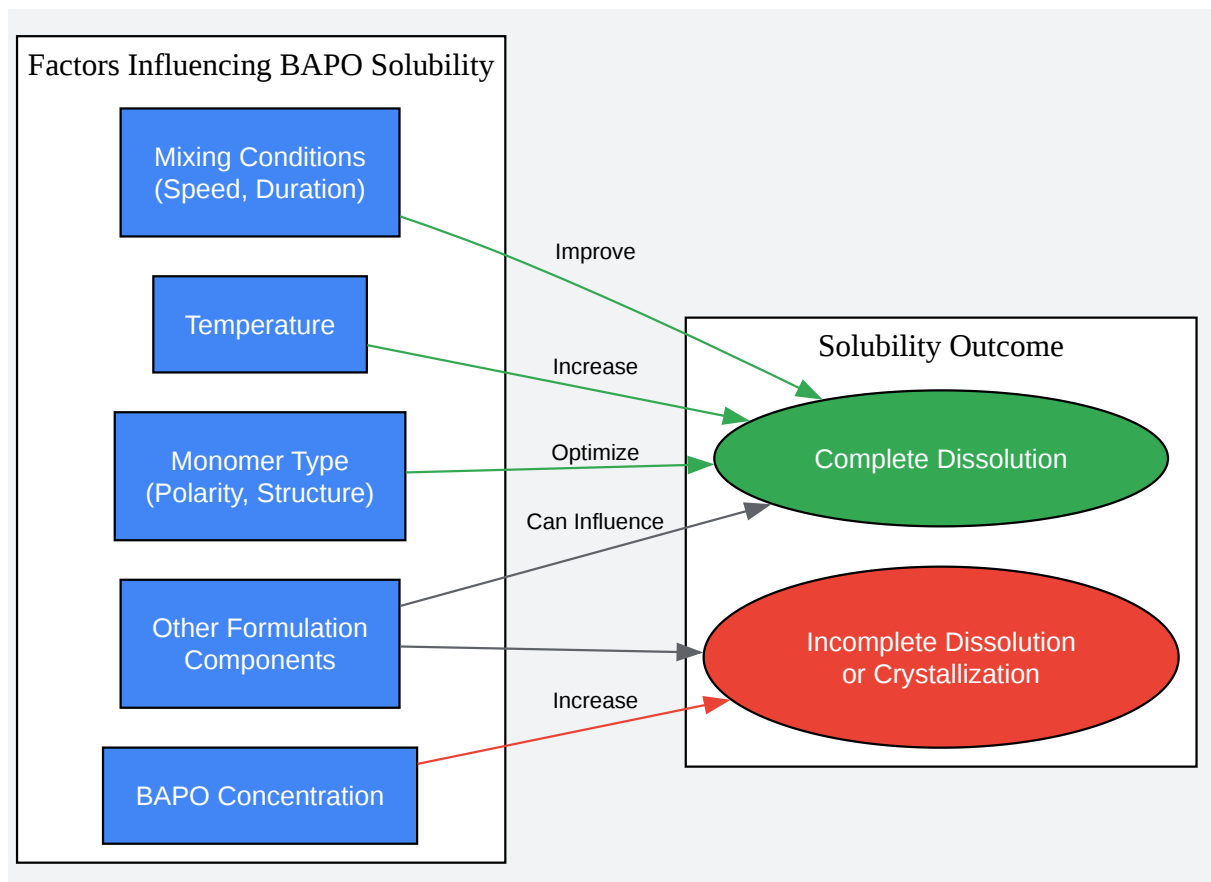 Factors Influencing BAPO Solubility
Mixing Conditions
(Speed, Duration)
Temperature
Monomer Type
(Polarity, Structure)
Other Formulation
Components
BAPO Concentration
Improve
Increase
Optimize
Can Influence
Increase
Solubility Outcome
Complete Dissolution
Incomplete Dissolution
or Crystallization